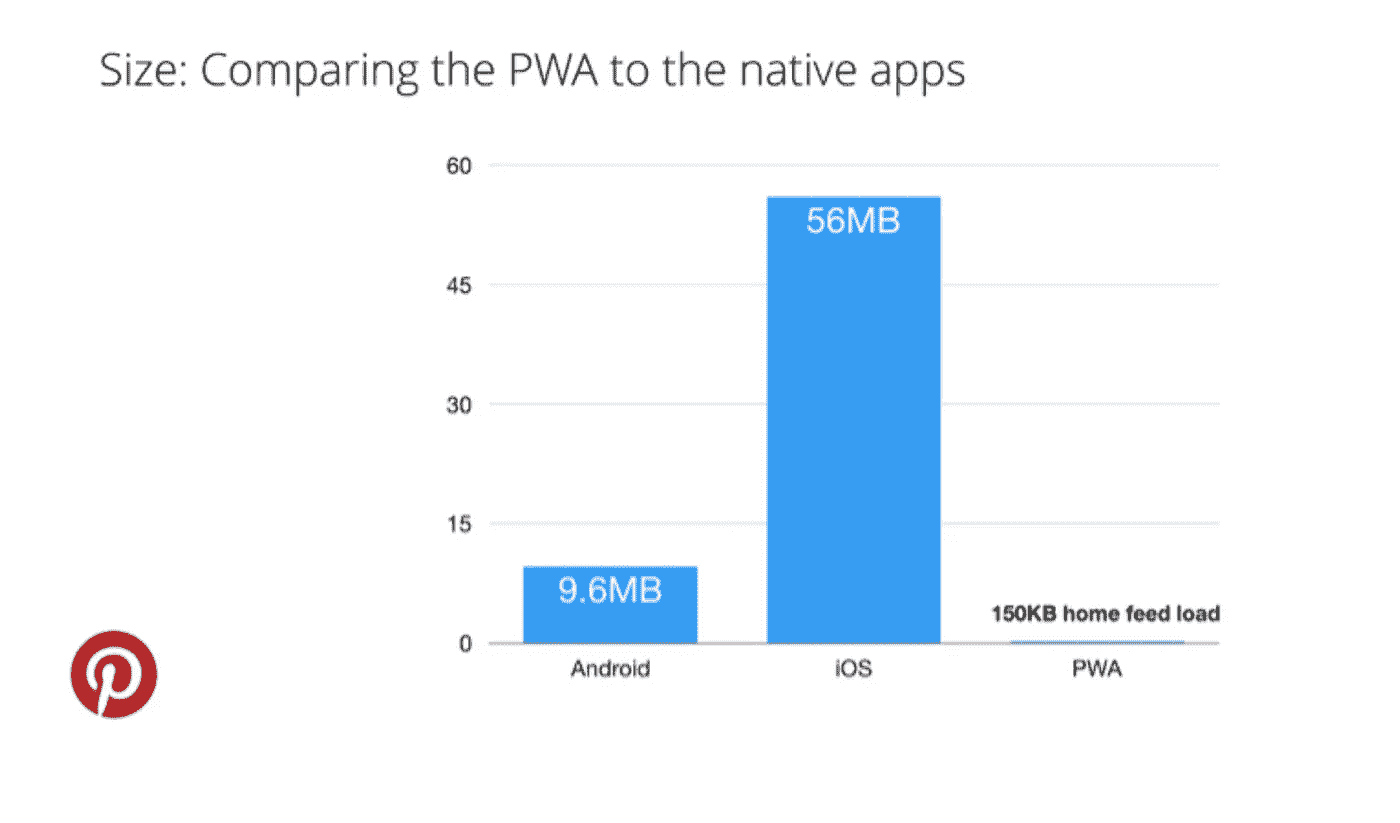 Size: Comparing the PWA to the native apps
60
56MB
45
30
15
9.6MB
150KB home feed load
0
Android
iOS
PWA